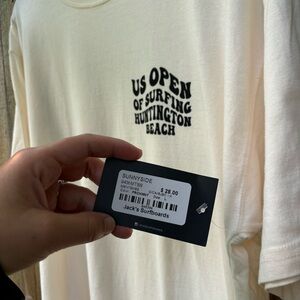 US OPEN
OF SURFING
HUNTINGTON
BEACH
SUNNYSIDE
$ 28.00
Jack's Surfboards